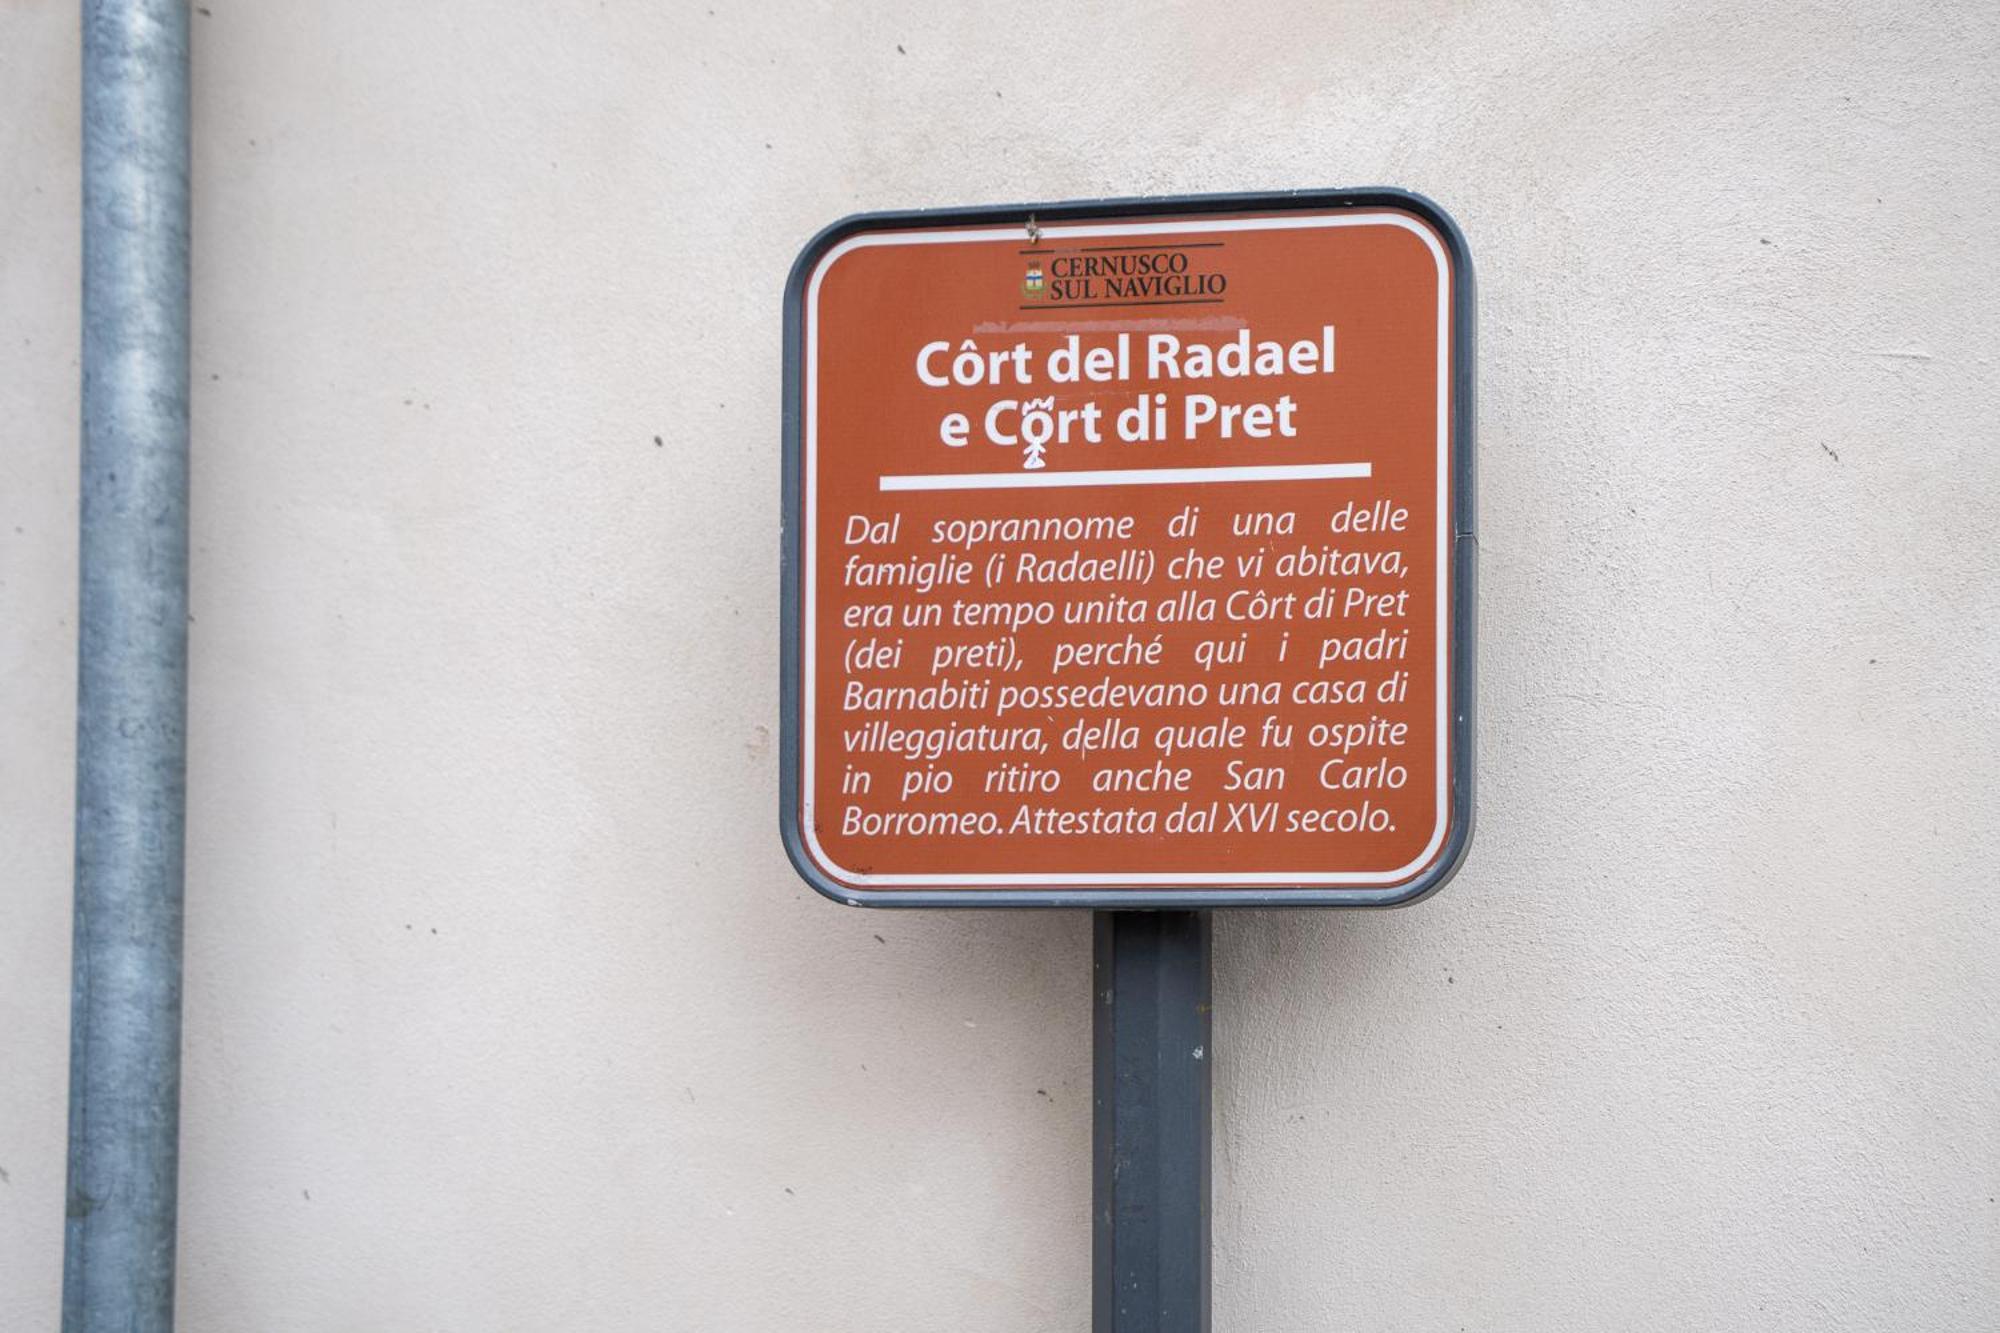 CERNUSCO
SUL NAVIGLIO
Côrt del Radael
e Côrt di Pret
Dal soprannome di una delle
famiglie (i Radaelli) che vi abitava,
era un tempo unita alla Côrt di Pret
(dei preti), perché qui i padri
Barnabiti possedevano una casa di
villeggiatura, della quale fu ospite
in pio ritiro anche San Carlo
Borromeo. Attestata dal XVI secolo.